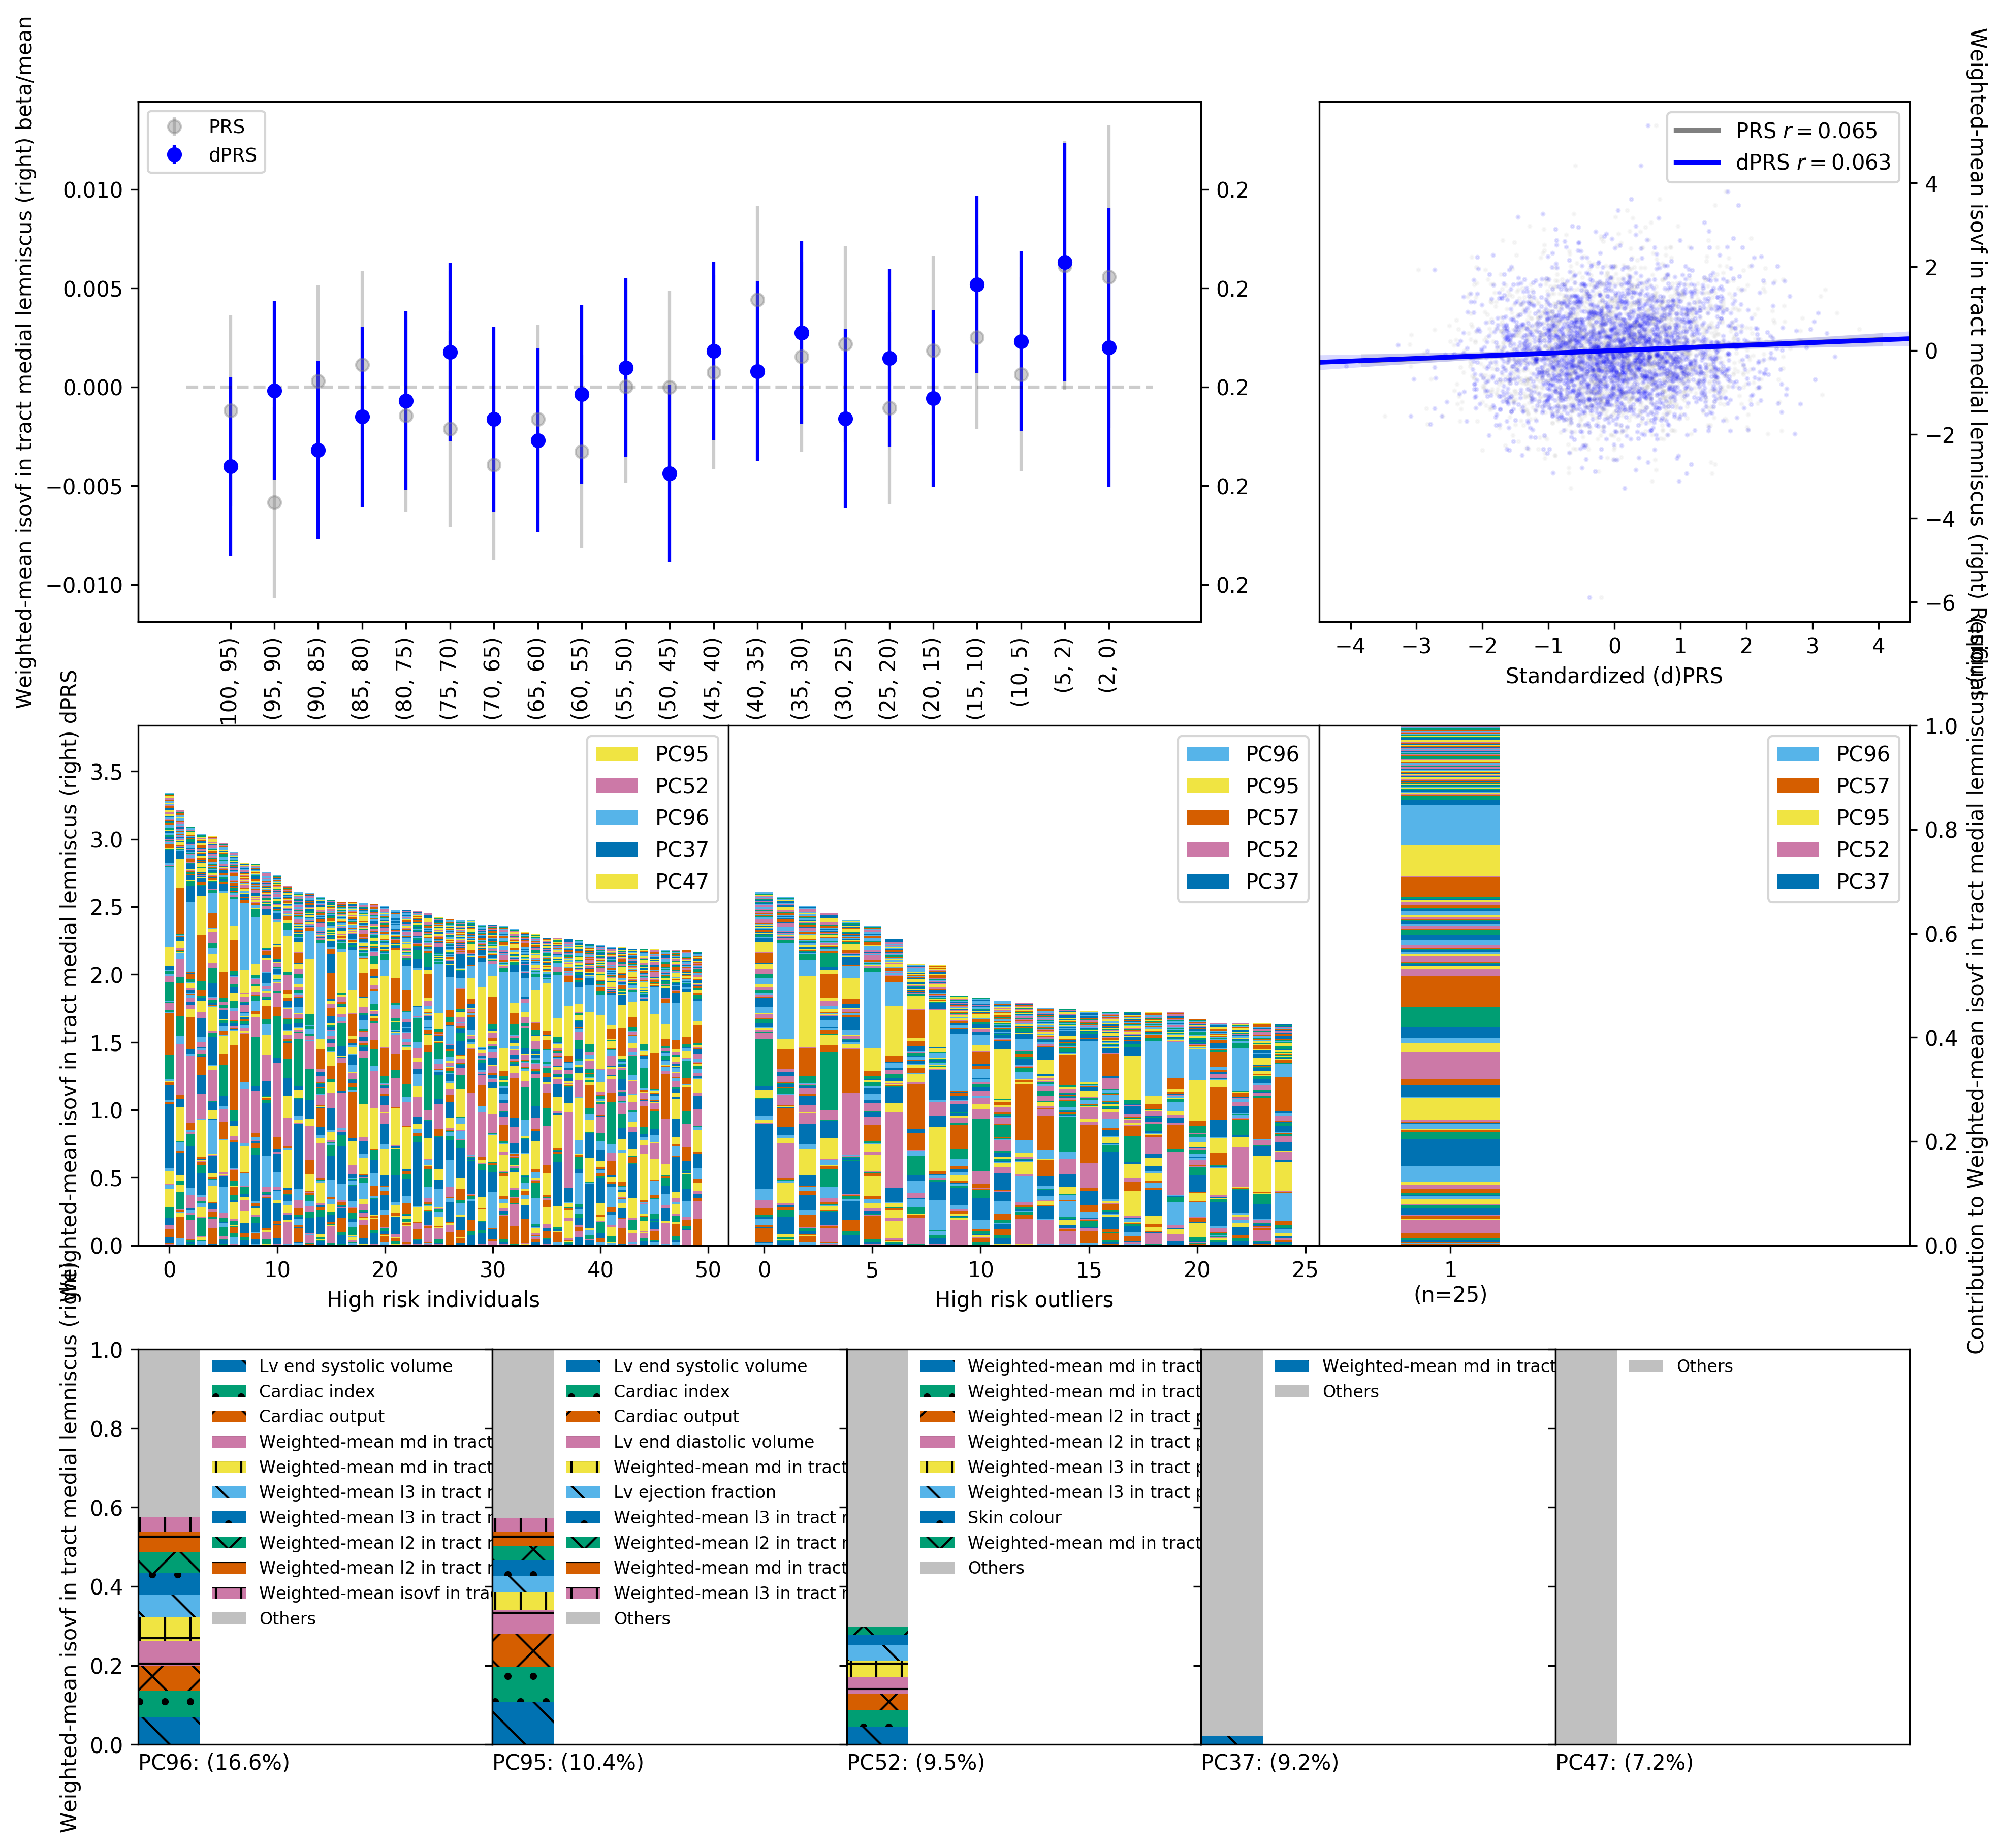 Weighted-mean isovf in tract medial lemniscus (right) beta/mean
PRS
dPRS
0.010
0.005
0.000
−0.005
−0.010
0.2
0.2
0.2
0.2
0.2
100, 95)
(95, 90)
(90, 85)
(85, 80)
(80, 75)
(75, 70)
(70, 65)
(65, 60)
(60, 55)
(55, 50)
(50, 45)
(45, 40)
(40, 35)
(35, 30)
(30, 25)
(25, 20)
(20, 15)
(15, 10)
(10, 5)
(5, 2)
(2, 0)
PRS r = 0.065
dPRS r = 0.063
4
2
0
−2
−4
−6
−4
−3
−2
−1
0
1
2
3
4
Standardized (d)PRS
Weighted-mean isovf in tract medial lemniscus (right) Residuals
Weighted-mean isovf in tract medial lemniscus (right) dPRS
3.5
3.0
2.5
2.0
1.5
1.0
0.5
0.0
PC95
PC52
PC96
PC37
PC47
0
10
20
30
40
50
High risk individuals
PC96
PC95
PC57
PC52
PC37
0
5
10
15
20
25
High risk outliers
PC96
PC57
PC95
PC52
PC37
1
(n=25)
1.0
0.8
0.6
0.4
0.2
0.0
Contribution to Weighted-mean isovf in tract medial lemniscus
Weighted-mean isovf in tract medial lemniscus (right)
1.0
0.8
0.6
0.4
0.2
0.0
Lv end systolic volume
Cardiac index
Cardiac output
Weighted-mean md in tract
Weighted-mean md in tract
Weighted-mean l3 in tract
Weighted-mean l3 in tract
Weighted-mean l2 in tract
Weighted-mean l2 in tract
Weighted-mean isovf in tra
Others
PC96: (16.6%)
Lv end systolic volume
Cardiac index
Cardiac output
Lv end diastolic volume
Weighted-mean md in tract
Lv ejection fraction
Weighted-mean l3 in tract
Weighted-mean l2 in tract
Weighted-mean md in tract
Weighted-mean l3 in tract
Others
PC95: (10.4%)
Weighted-mean md in tract
Weighted-mean md in tract
Weighted-mean l2 in tract
Weighted-mean l2 in tract
Weighted-mean l3 in tract
Weighted-mean l3 in tract
Skin colour
Weighted-mean md in tract
Others
PC52: (9.5%)
Weighted-mean md in tract
Others
PC37: (9.2%)
Others
PC47: (7.2%)